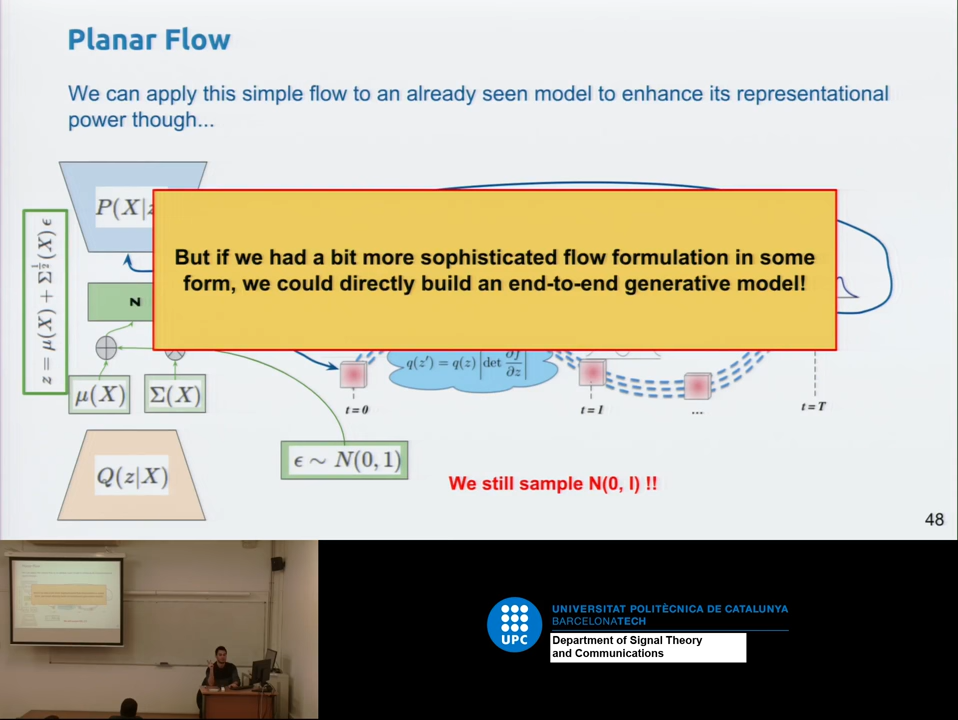 Planar Flow
We can apply this simple flow to an already seen model to enhance its representational
power though...
P(X|z
z = μ(X) + Σ^{1/2}(X) ϵ
But if we had a bit more sophisticated flow formulation in some
form, we could directly build an end-to-end generative model!
z
q(z′) = q(z) |det ∂f/∂z|
μ(X)
Σ(X)
t = 0
t = 1
...
t = T
ϵ ∼ N(0, 1)
Q(z|X)
We still sample N(0, I) !!
48
UPC
UNIVERSITAT POLITÈCNICA DE CATALUNYA
BARCELONATECH
Department of Signal Theory
and Communications